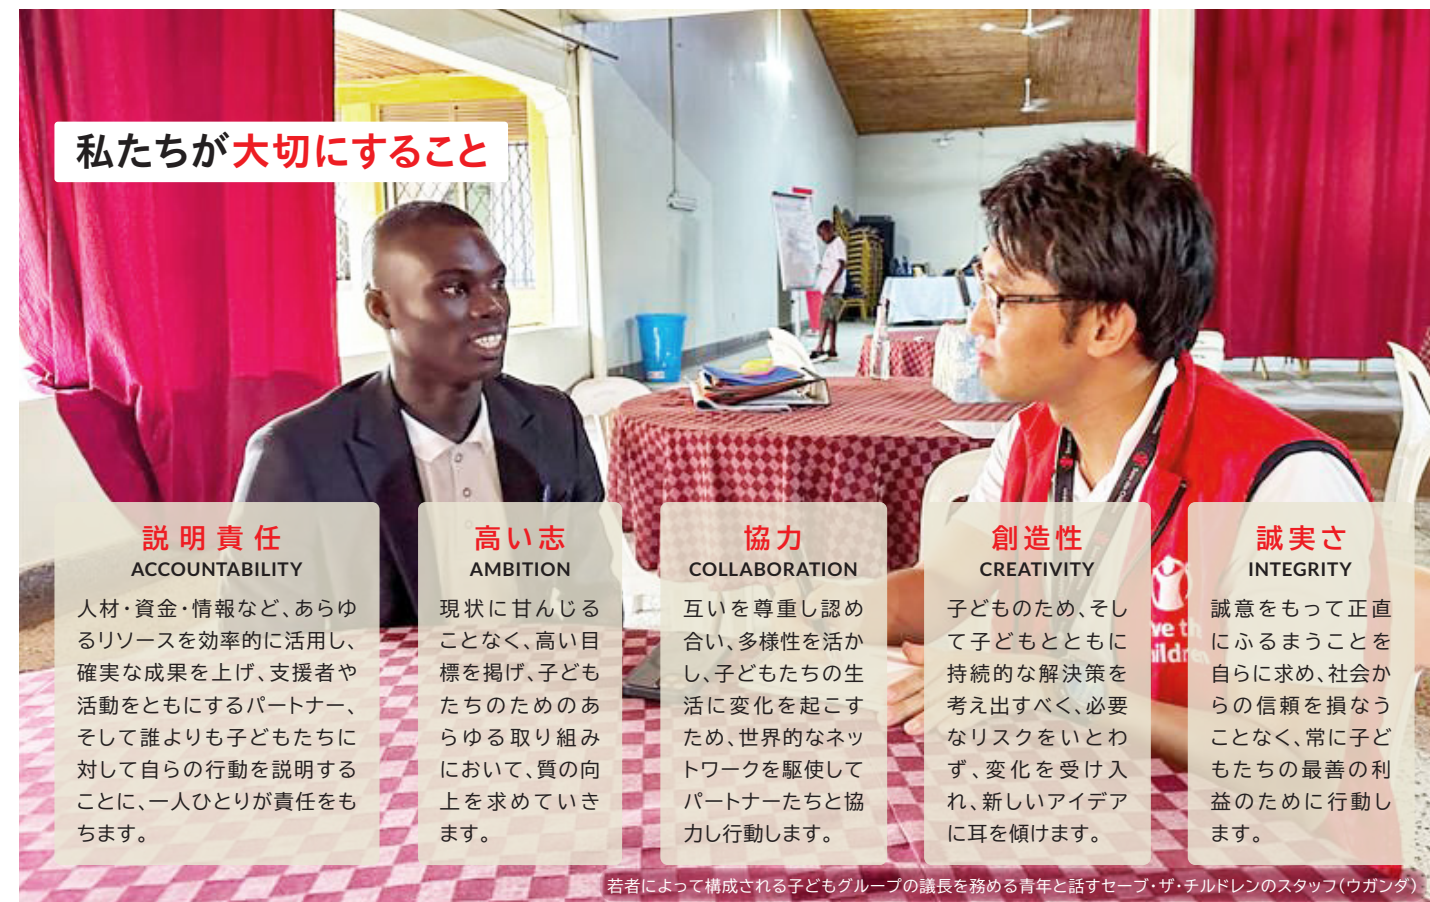 私たちが大切にすること
説明責任
ACCOUNTABILITY
人材・資金・情報など、あらゆ
るリソースを効率的に活用し、
確実な成果を上げ、支援者や
活動をともにするパートナー、
そして誰よりも子どもたちに
対して自らの行動を説明する
ことに、一人ひとりが責任をも
ちます。
高い志
AMBITION
現状に甘んじる
ことなく、高い目
標を掲げ、子ども
たちのためのあ
らゆる取り組み
において、質の向
上を求めていき
ます。
協力
COLLABORATION
互いを尊重し認め
合い、多様性を活か
し、子どもたちの生
活に変化を起こす
ため、世界的なネッ
トワークを駆使して
パートナーたちと協
力し行動します。
創造性
CREATIVITY
子どものため、そし
て子どもとともに
持続的な解決策を
考え出すべく、必要
なリスクをいとわ
ず、変化を受け入
れ、新しいアイデア
に耳を傾けます。
誠実さ
INTEGRITY
誠意をもって正直
にふるまうことを
自らに求め、社会か
らの信頼を損なう
ことなく、常に子ど
もたちの最善の利
益のために行動し
ます。
若者によって構成される子どもグループの議長を務める青年と話すセーブ・ザ・チルドレンのスタッフ（ウガンダ）